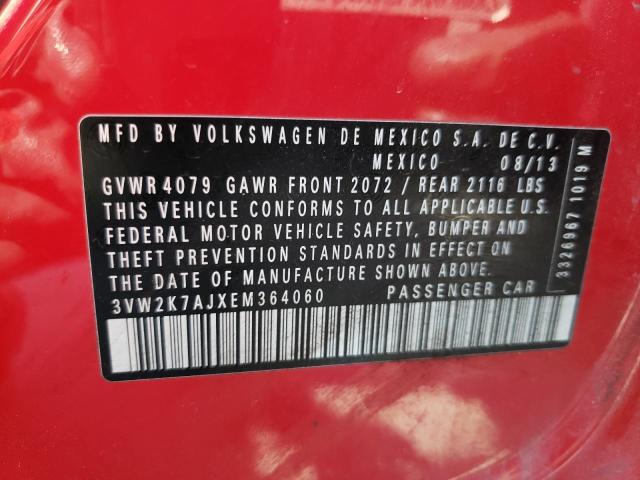 MFD BY VOLKSWAGEN DE MEXICO S.A. DE C.V.
MEXICO 08/13
GVWR 4079 GAWR FRONT 2072 / REAR 2116 LBS
THIS VEHICLE CONFORMS TO ALL APPLICABLE U.S.
FEDERAL MOTOR VEHICLE SAFETY, BUMPER AND
THEFT PREVENTION STANDARDS IN EFFECT ON
THE DATE OF MANUFACTURE SHOWN ABOVE.
3VW2K7AJXEM364060 PASSENGER CAR
3326967 1019 M